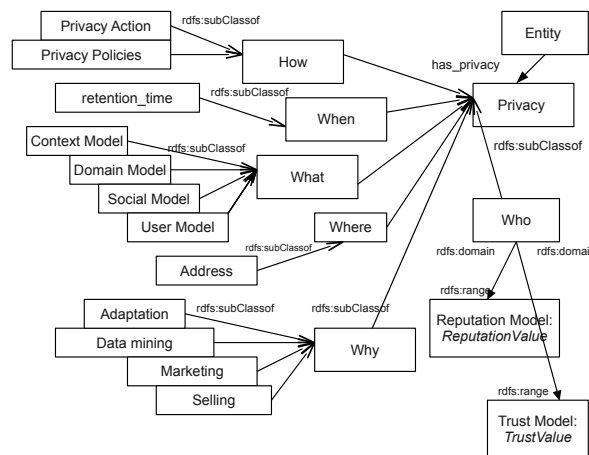 Privacy Action
rdfs:subClassof
Entity
Privacy Policies
How
has_privacy
retention_time
rdfs:subClassof
When
Privacy
Context Model
rdfs:subClassof
rdfs:subClassof
Domain Model
What
Social Model
User Model
Where
Who
rdfs:subClassof
rdfs:domain
rdfs:domai
Address
rdfs:range
Adaptation
rdfs:subClassof
rdfs:subClassof
Reputation Model:
ReputationValue
Data mining
Why
Marketing
Selling
rdfs:range
Trust Model:
TrustValue